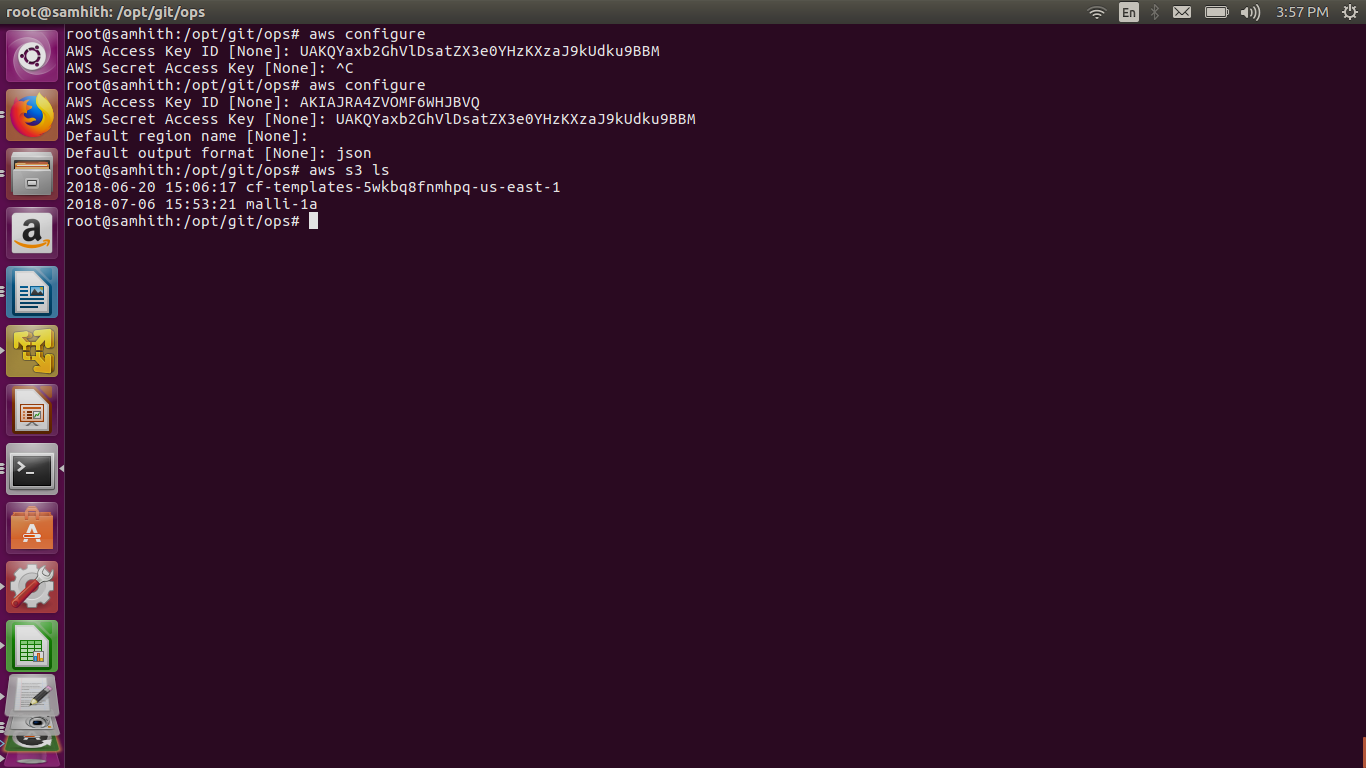 root@samhith: /opt/git/ops
En
3:57 PM
root@samhith:/opt/git/ops# aws configure
AWS Access Key ID [None]: UAKQYaxb2GhVlDsatZX3e0YHzKXzaJ9kUdku9BBM
AWS Secret Access Key [None]: ^C
root@samhith:/opt/git/ops# aws configure
AWS Access Key ID [None]: AKIAJRA4ZVOMF6WHJBVQ
AWS Secret Access Key [None]: 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
Default region name [None]:
Default output format [None]: json
root@samhith:/opt/git/ops# aws s3 ls
2018-06-20 15:06:17 cf-templates-5wkbq8fnmhpq-us-east-1
2018-07-06 15:53:21 malli-1a
root@samhith:/opt/git/ops#